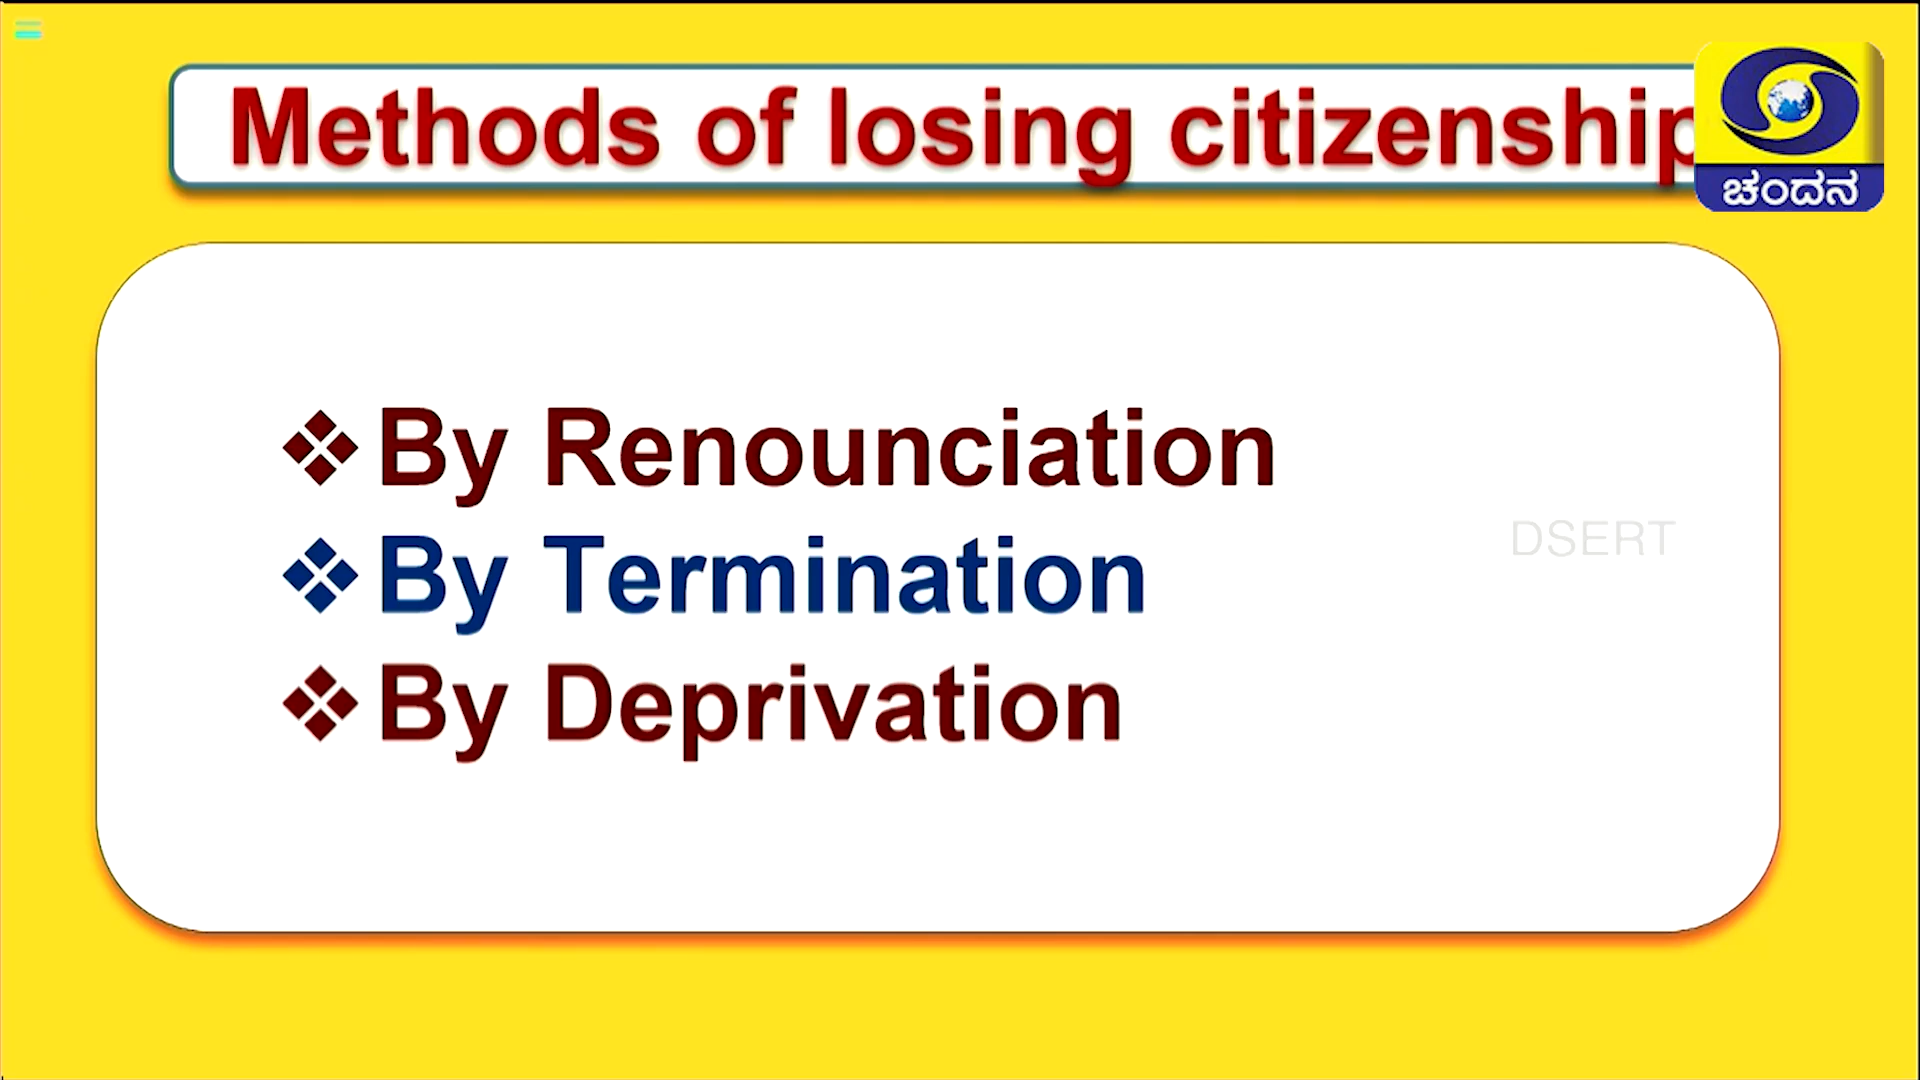 Methods of losing citizenship
ಚಂದನ
❖ By Renounciation
DSERT
❖ By Termination
❖ By Deprivation